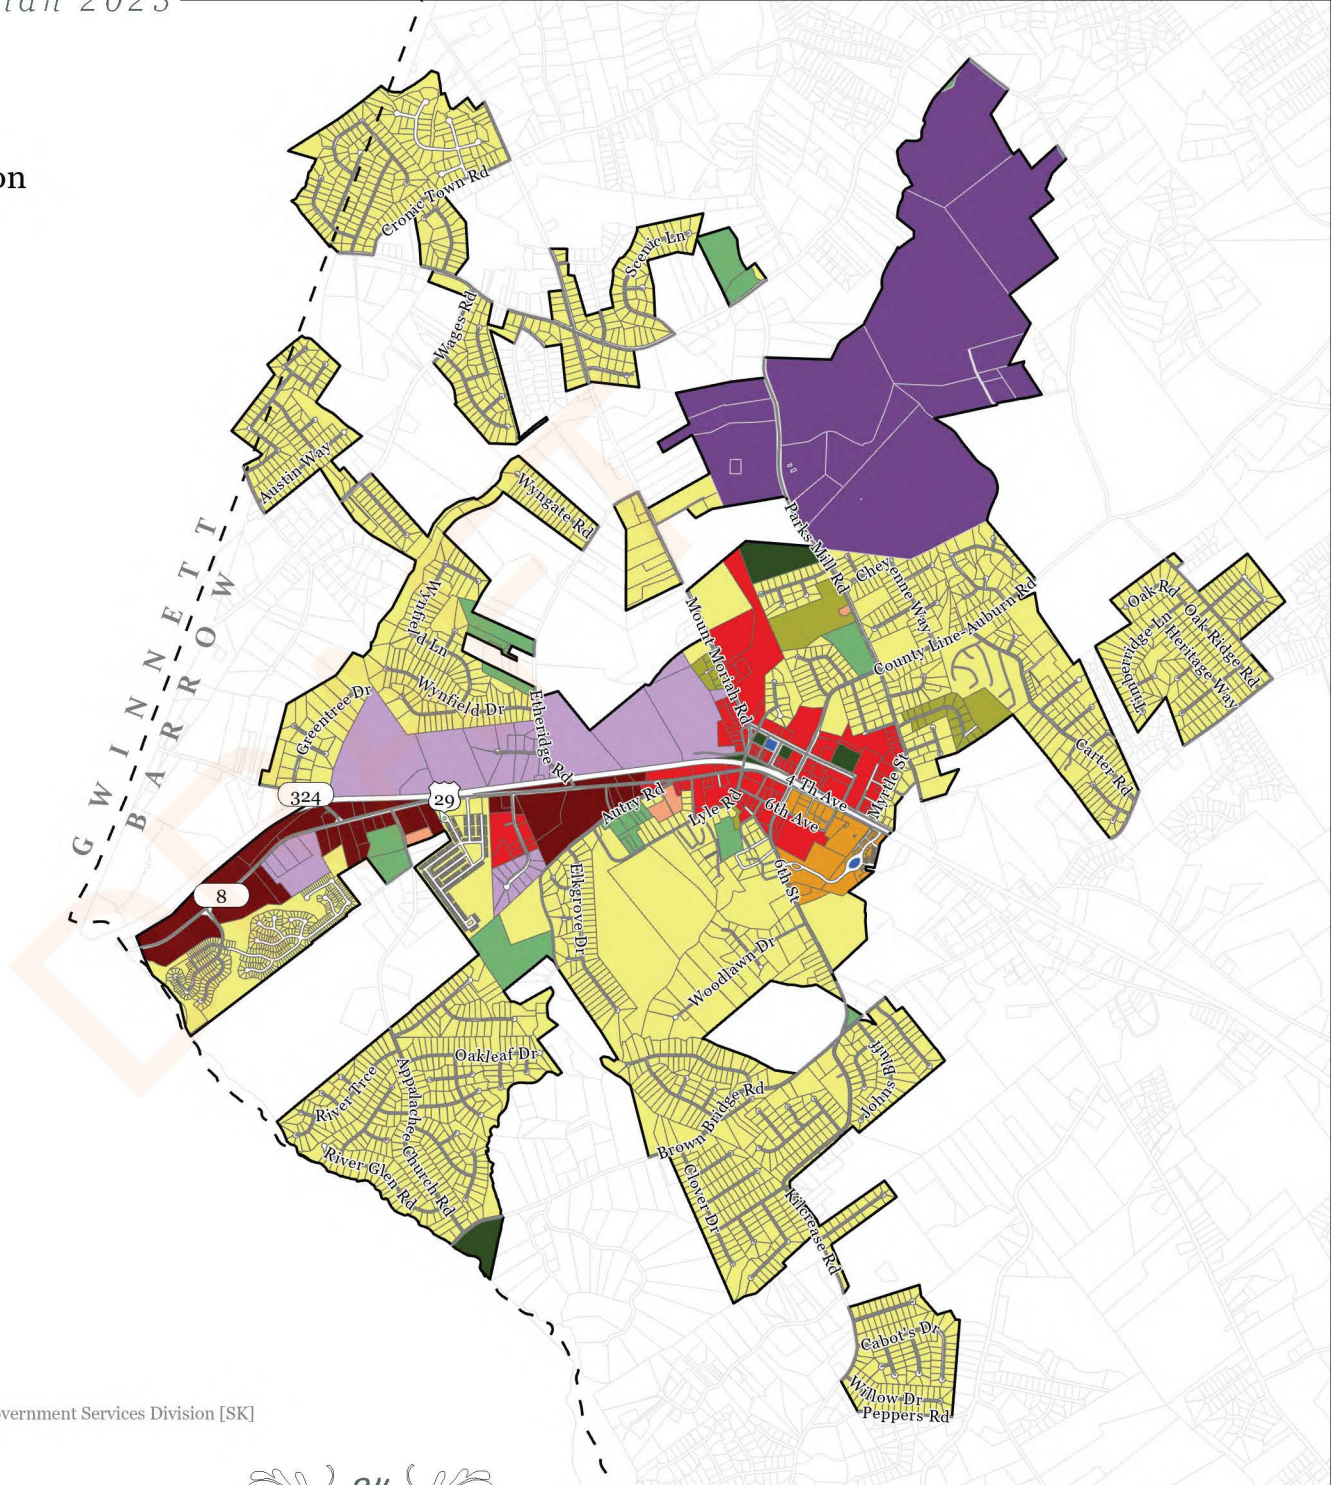 2023
on
Cronic Town Rd
Scenic Ln
Wages Rd
Austin Way
Wyngate Rd
GWINNETT
BARROW
Parks Mill Rd
Cheyenne Way
County Line-Auburn Rd
Oak Rd
Oak Ridge Rd
Timberridge Ln
Heritage Way
Wynfield Ln
Mount Moriah Rd
Wynfield Dr
Greentree Dr
Etheridge Rd
Carter Rd
324
29
Autry Rd
Lyle Rd
4 Th Ave
6th Ave
Myrtle St
8
Elkgrove Dr
6th St
Woodlawn Dr
Oakleaf Dr
River Trce
Appalachee Church Rd
River Glen Rd
Johns Bluff
Brown Bridge Rd
Clover Dr
Kilcrease Rd
Cabot's Dr
Willow Dr
Peppers Rd
vernment Services Division [SK]